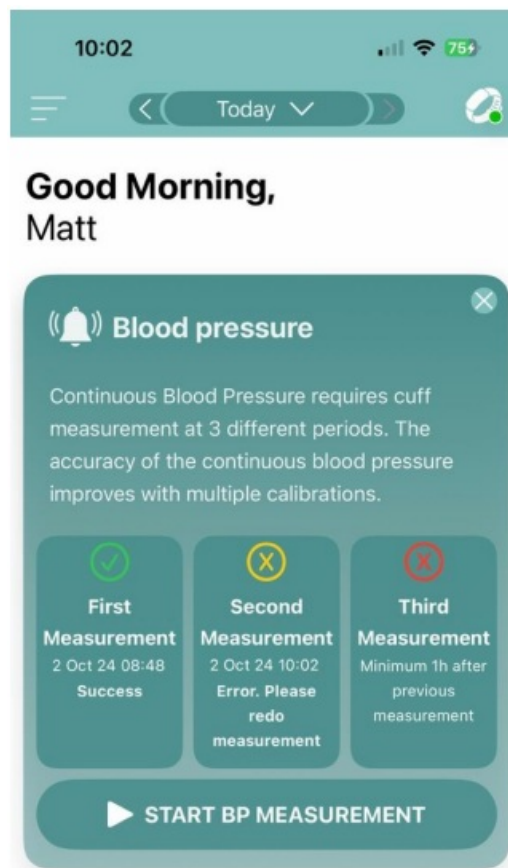 10:02
75
Today
Good Morning,
Matt
Blood pressure
Continuous Blood Pressure requires cuff
measurement at 3 different periods. The
accuracy of the continuous blood pressure
improves with multiple calibrations.
First
Measurement
2 Oct 24 08:48
Success
Second
Measurement
2 Oct 24 10:02
Error. Please
redo
measurement
Third
Measurement
Minimum 1h after
previous
measurement
START BP MEASUREMENT